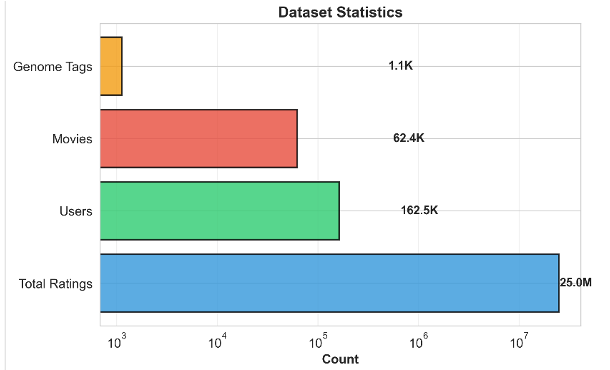 Dataset Statistics
Genome Tags
1.1K
Movies
62.4K
Users
162.5K
Total Ratings
25.0M
10³ 10⁴ 10⁵ 10⁶ 10⁷
Count